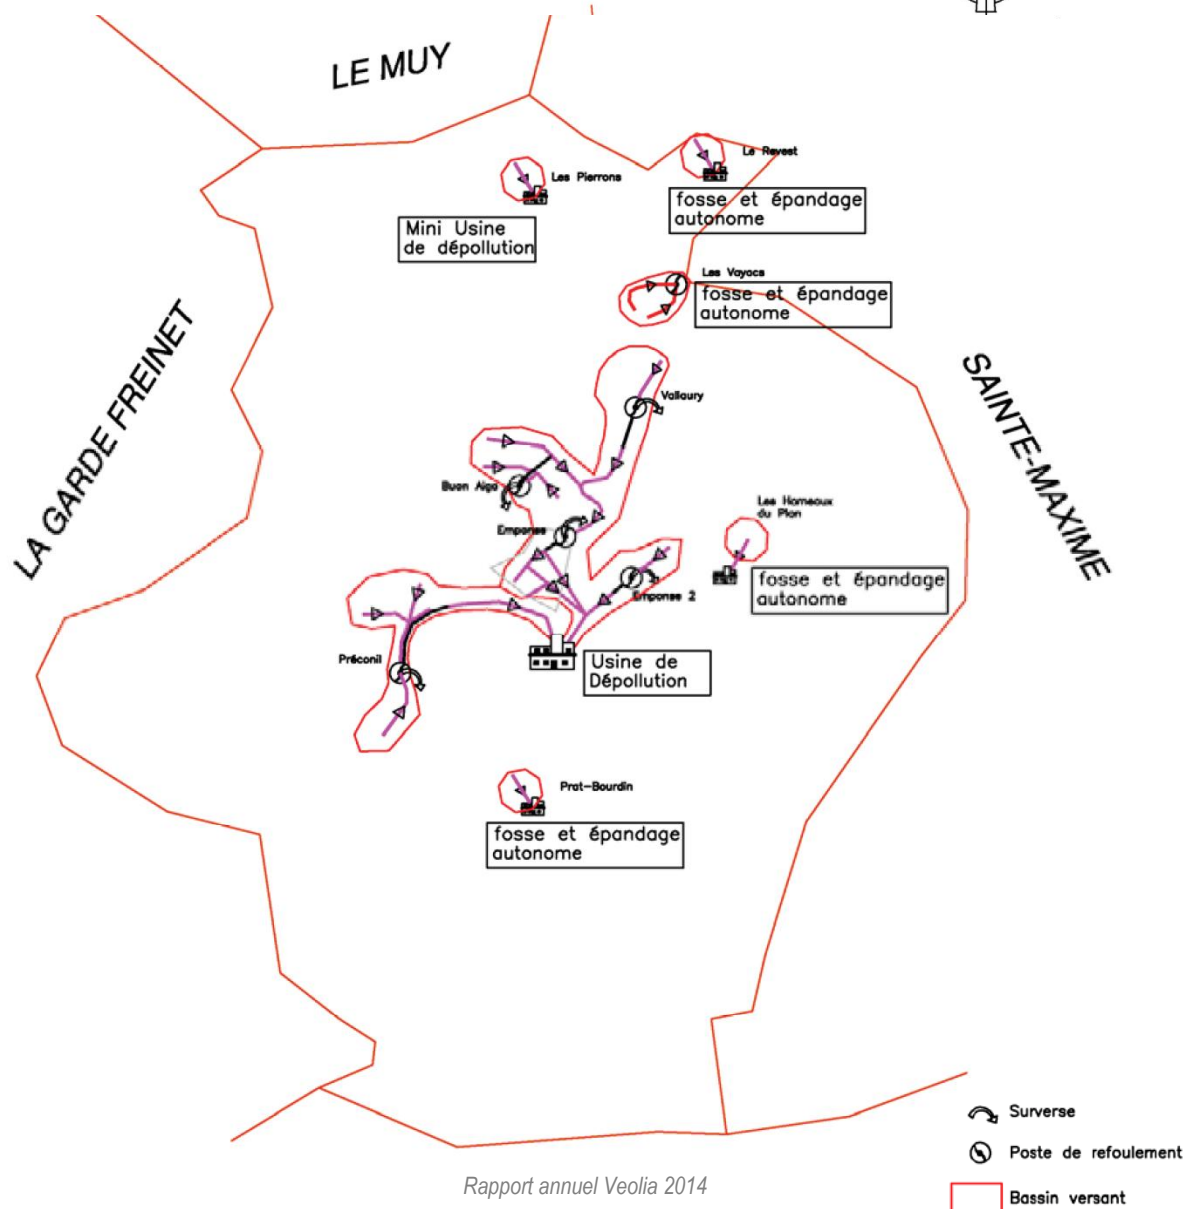 LE MUY
Les Pierrons
Le Revest
fosse et épandage
autonome
Mini Usine
de dépollution
Les Vayacs
fosse et épandage
autonome
LA GARDE FREINET
SAINTE-MAXIME
Vallaury
Buon Aigo
Emponse
Les Hameaux
du Plan
fosse et épandage
autonome
Emponse 2
Préconil
Usine de
Dépollution
Prat-Bourdin
fosse et épandage
autonome
Surverse
Poste de refoulement
Bassin versant
Rapport annuel Veolia 2014